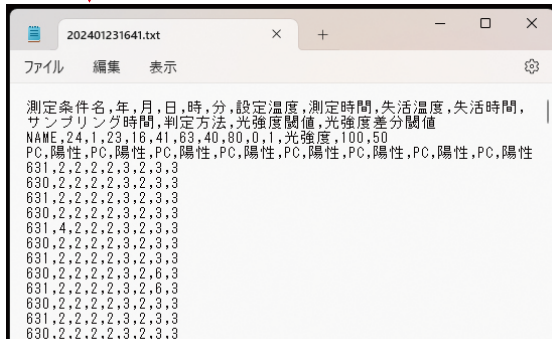 202401231641.txt
ファイル 編集 表示
測定条件名,年,月,日,時,分,設定温度,測定時間,失活温度,失活時間,
サンプリング時間,判定方法,光強度閾値,光強度差分閾値
NAME,24,1,23,16,41,63,40,80,0,1,光強度,100,50
PC,陽性,PC,陽性,PC,陽性,PC,陽性,PC,陽性,PC,陽性,PC,陽性,PC,陽性
631,2,2,2,2,3,2,3,3
630,2,2,2,2,3,2,3,3
631,2,2,2,2,3,2,3,3
630,2,2,2,2,3,2,3,3
631,4,2,2,2,3,2,3,3
630,2,2,2,2,3,2,3,3
631,2,2,2,2,3,2,3,3
630,2,2,2,2,3,2,6,3
631,2,2,2,2,3,2,6,3
630,2,2,2,2,3,2,3,3
631,2,2,2,2,3,2,3,3
630,2,2,2,2,3,2,3,3